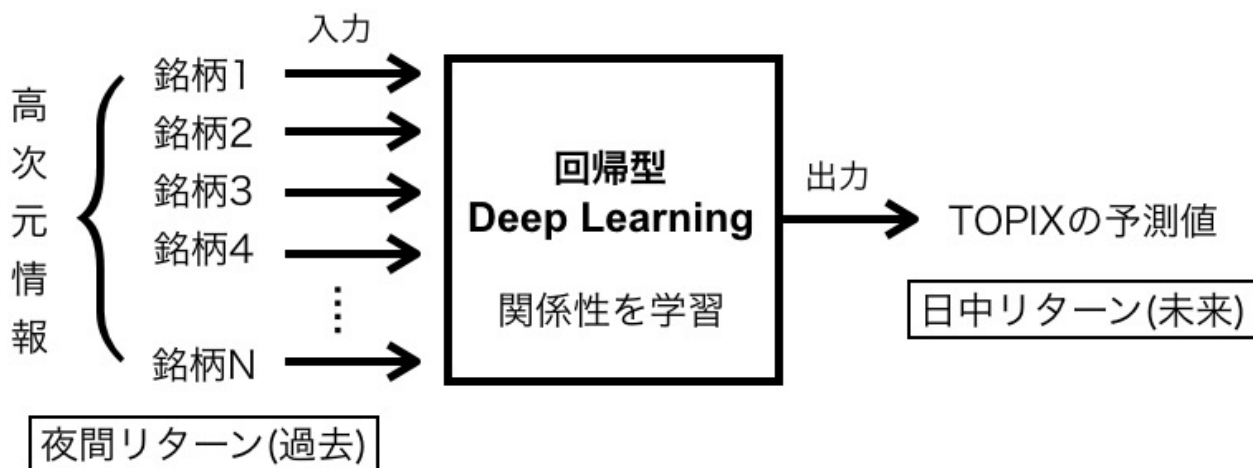 高次元情報
入力
銘柄1
銘柄2
銘柄3
銘柄4
銘柄N
夜間リターン(過去)
回帰型
Deep Learning
関係性を学習
出力
TOPIXの予測値
日中リターン(未来)